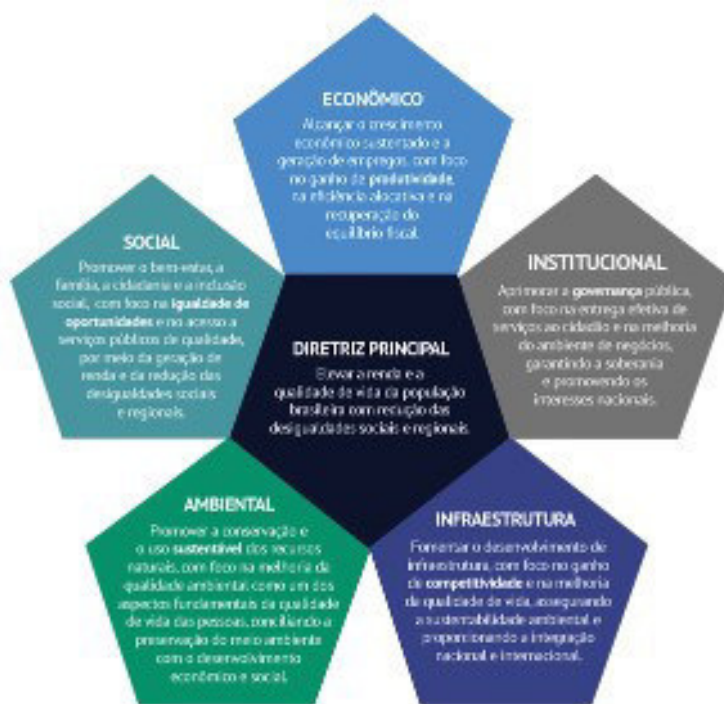 ECONÔMICO
Alcançar o crescimento
econômico sustentado e a
geração de empregos, com foco
no ganho de produtividade,
na eficiência alocativa e na
recuperação do
equilíbrio fiscal.
SOCIAL
Promover o bem-estar, a
família, a cidadania e a inclusão
social, com foco na igualdade de
oportunidades e no acesso a
serviços públicos de qualidade,
por meio da geração de
renda e da redução das
desigualdades sociais
e regionais.
INSTITUCIONAL
Aprimorar a governança pública,
com foco na entrega efetiva de
serviços ao cidadão e na melhoria
do ambiente de negócios,
garantindo a soberania
e promovendo os
interesses nacionais.
DIRETRIZ PRINCIPAL
Elevar a renda e a
qualidade de vida da população
brasileira com redução das
desigualdades sociais e regionais.
AMBIENTAL
Promover a conservação e
o uso sustentável dos recursos
naturais, com foco na melhoria da
qualidade ambiental como um dos
aspectos fundamentais da qualidade
de vida das pessoas, conciliando a
preservação do meio ambiente
com o desenvolvimento
econômico e social.
INFRAESTRUTURA
Fomentar o desenvolvimento de
infraestrutura, com foco no ganho
de competitividade e na melhoria
da qualidade de vida, assegurando
a sustentabilidade ambiental e
proporcionando a integração
nacional e internacional.